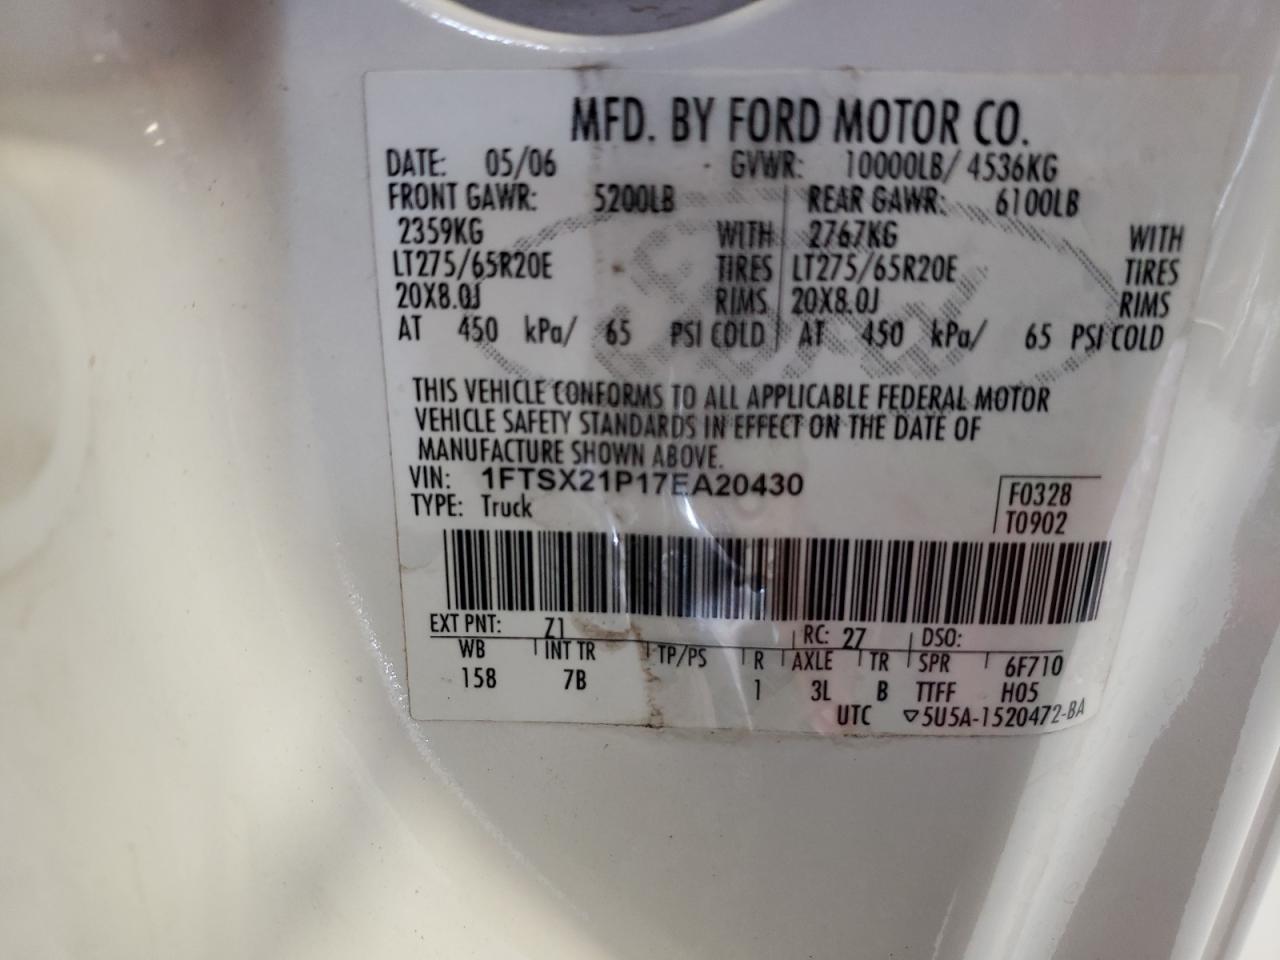 MFD. BY FORD MOTOR CO.
DATE: 05/06 GVWR: 10000LB/ 4536KG
FRONT GAWR: 5200LB REAR GAWR: 6100LB
2359KG WITH 2767KG WITH
LT275/65R20E TIRES LT275/65R20E TIRES
20X8.0J RIMS 20X8.0J RIMS
AT 450 kPa/ 65 PSI COLD AT 450 kPa/ 65 PSI COLD
THIS VEHICLE CONFORMS TO ALL APPLICABLE FEDERAL MOTOR
VEHICLE SAFETY STANDARDS IN EFFECT ON THE DATE OF
MANUFACTURE SHOWN ABOVE.
VIN: 1FTSX21P17EA20430
TYPE: Truck
F0328
T0902
EXT PNT: Z1 RC: 27 DSO:
WB INT TR TP/PS R AXLE TR SPR 6F710
158 7B 1 3L B TTFF H05
UTC ▽5U5A-1520472-BA